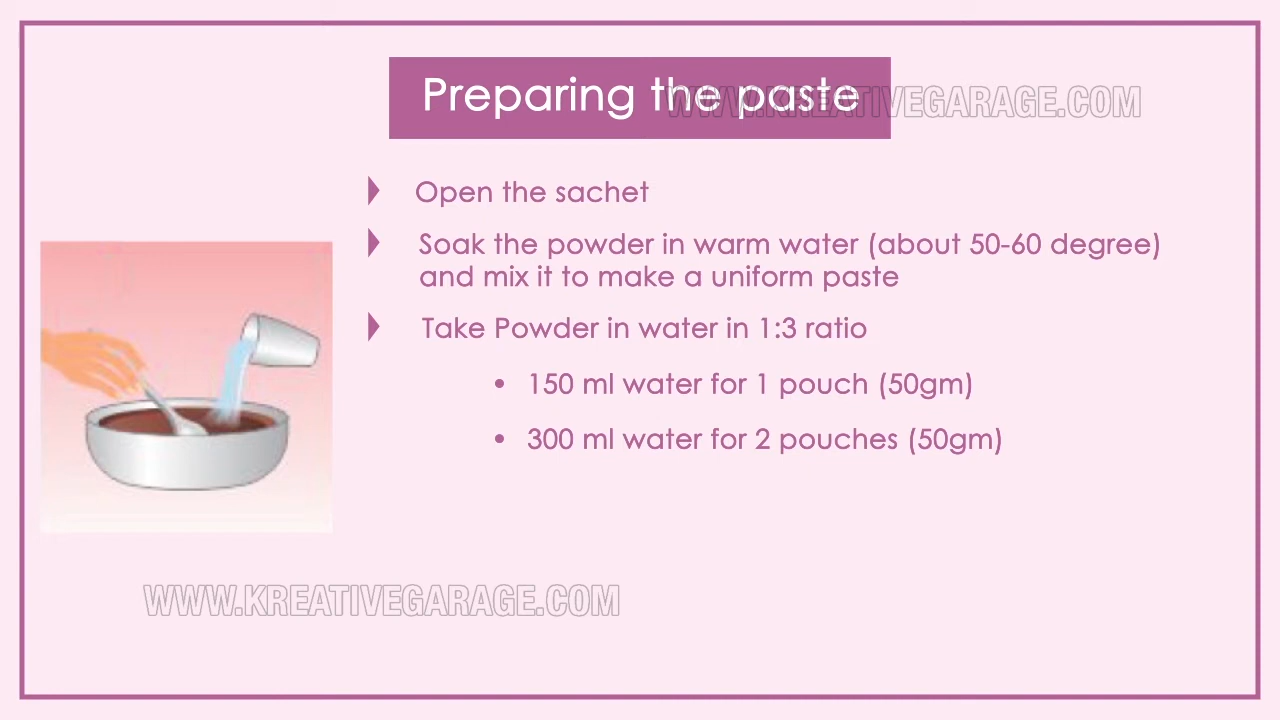 Preparing the paste
WWW.KREATIVEGARAGE.COM
Open the sachet
Soak the powder in warm water (about 50-60 degree)
and mix it to make a uniform paste
Take Powder in water in 1:3 ratio
• 150 ml water for 1 pouch (50gm)
• 300 ml water for 2 pouches (50gm)
WWW.KREATIVEGARAGE.COM